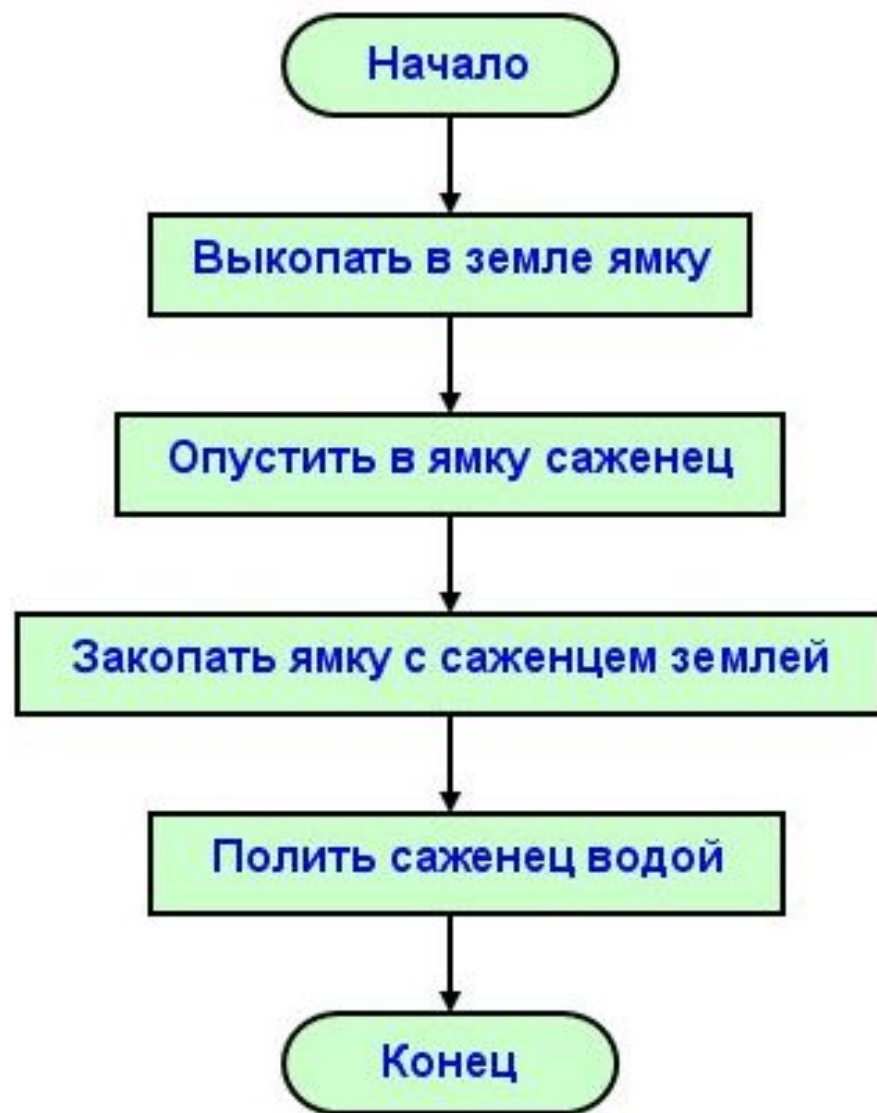 Начало
Выкопать в земле ямку
Опустить в ямку саженец
Закопать ямку с саженцем землей
Полить саженец водой
Конец